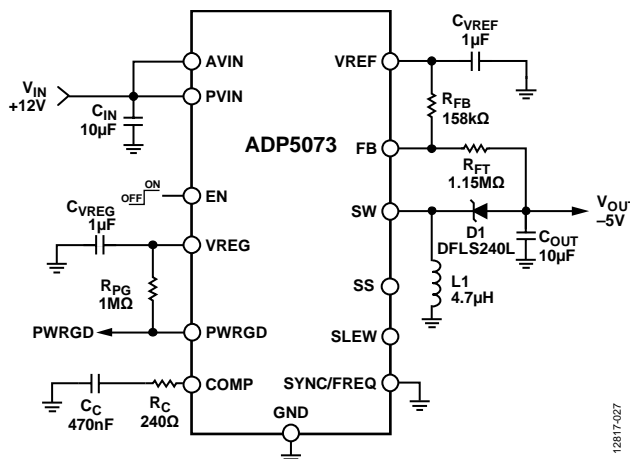 C_VREF
1µF
AVIN
VREF
V_IN
+12V
PVIN
R_FB
158kΩ
C_IN
10µF
ADP5073
FB
R_FT
1.15MΩ
ON
OFF
EN
SW
V_OUT
–5V
C_VREG
1µF
D1
DFLS240L
C_OUT
10µF
VREG
L1
4.7µH
R_PG
1MΩ
SS
PWRGD
PWRGD
SLEW
COMP
SYNC/FREQ
C_C
470nF
R_C
240Ω
GND
12817-027